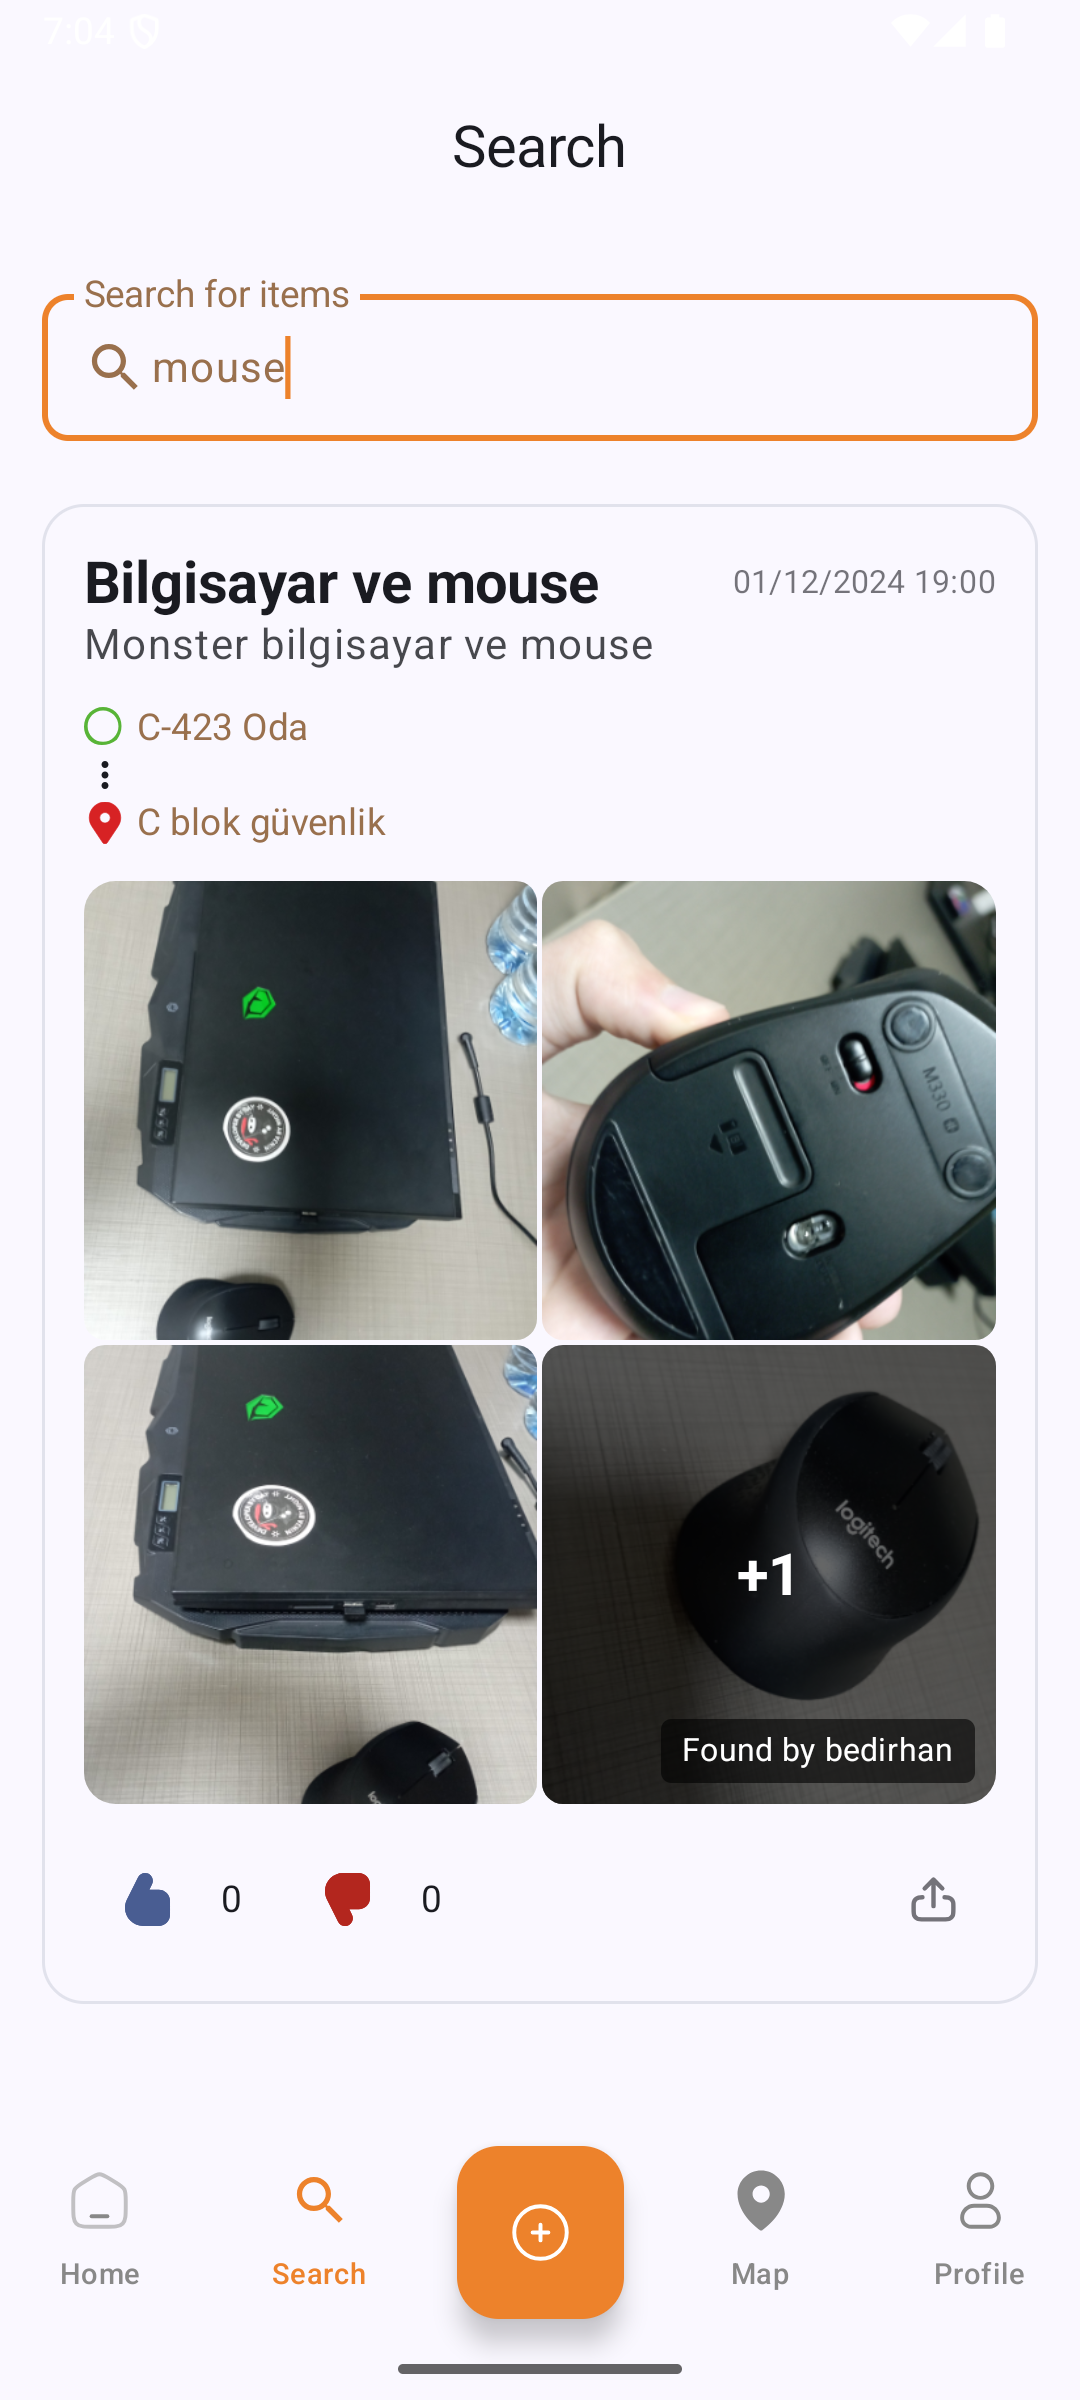 7:04
Search
Search for items
mouse
Bilgisayar ve mouse
01/12/2024 19:00
Monster bilgisayar ve mouse
C-423 Oda
C blok güvenlik
M330
logitech
+1
Found by bedirhan
0
0
Home
Search
Map
Profile